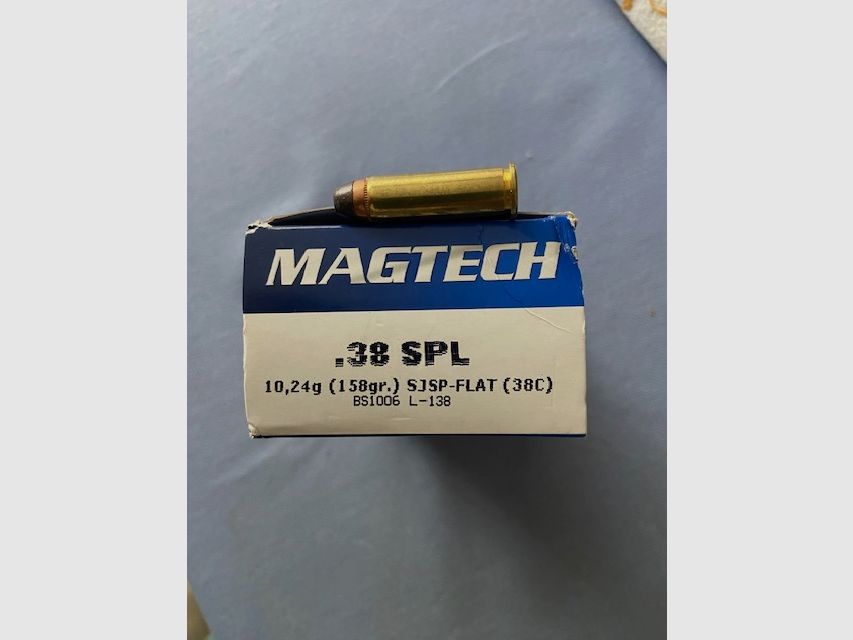 MAGTECH
.38 SPL
10,24g (158gr.) SJSP-FLAT (38C)
BS1006 L-138